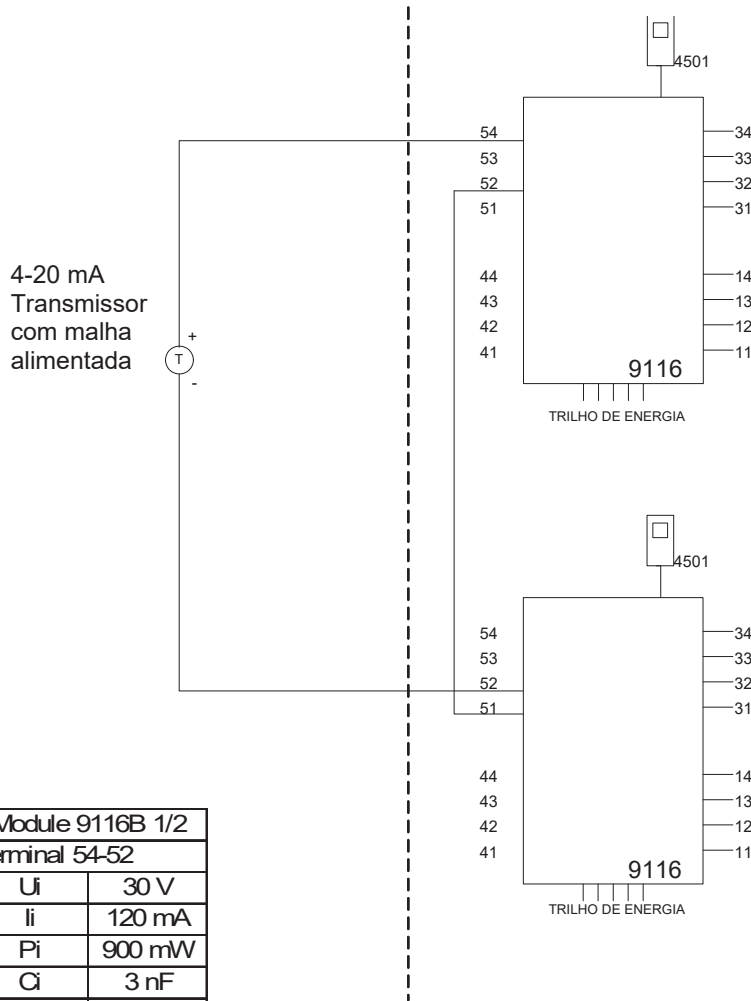 4501
54
53
52
51
44
43
42
41
34
33
32
31
14
13
12
11
9116
TRILHO DE ENERGIA
4-20 mA
Transmissor
com malha
alimentada
+
T
-
4501
54
53
52
51
44
43
42
41
34
33
32
31
14
13
12
11
9116
TRILHO DE ENERGIA
Module 9116B 1/2
erminal 54-52
Ui 30 V
Ii 120 mA
Pi 900 mW
Ci 3 nF